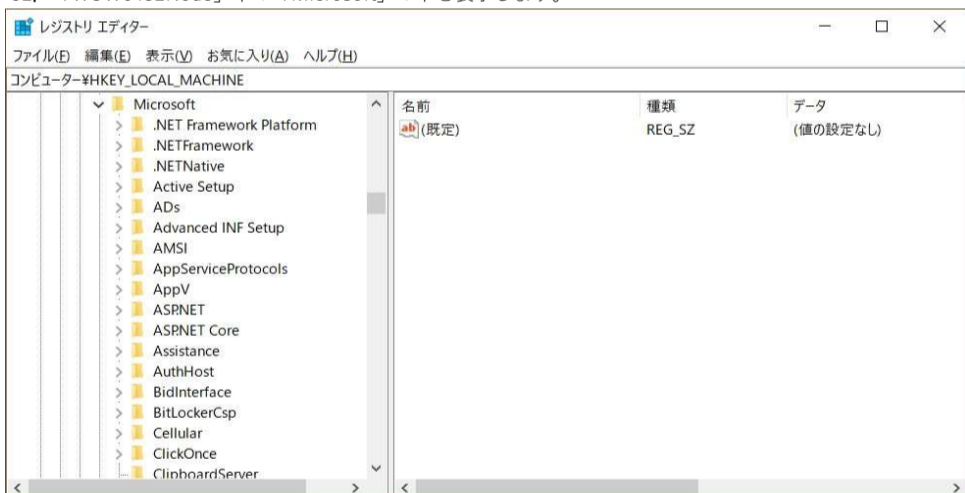 レジストリ エディター
ファイル(F) 編集(E) 表示(V) お気に入り(A) ヘルプ(H)
コンピューター¥HKEY_LOCAL_MACHINE
Microsoft
.NET Framework Platform
.NETFramework
.NETNative
Active Setup
ADs
Advanced INF Setup
AMSI
AppServiceProtocols
AppV
ASP.NET
ASP.NET Core
Assistance
AuthHost
BidInterface
BitLockerCsp
Cellular
ClickOnce
ClipboardServer
名前 種類 データ
ab (既定) REG_SZ (値の設定なし)